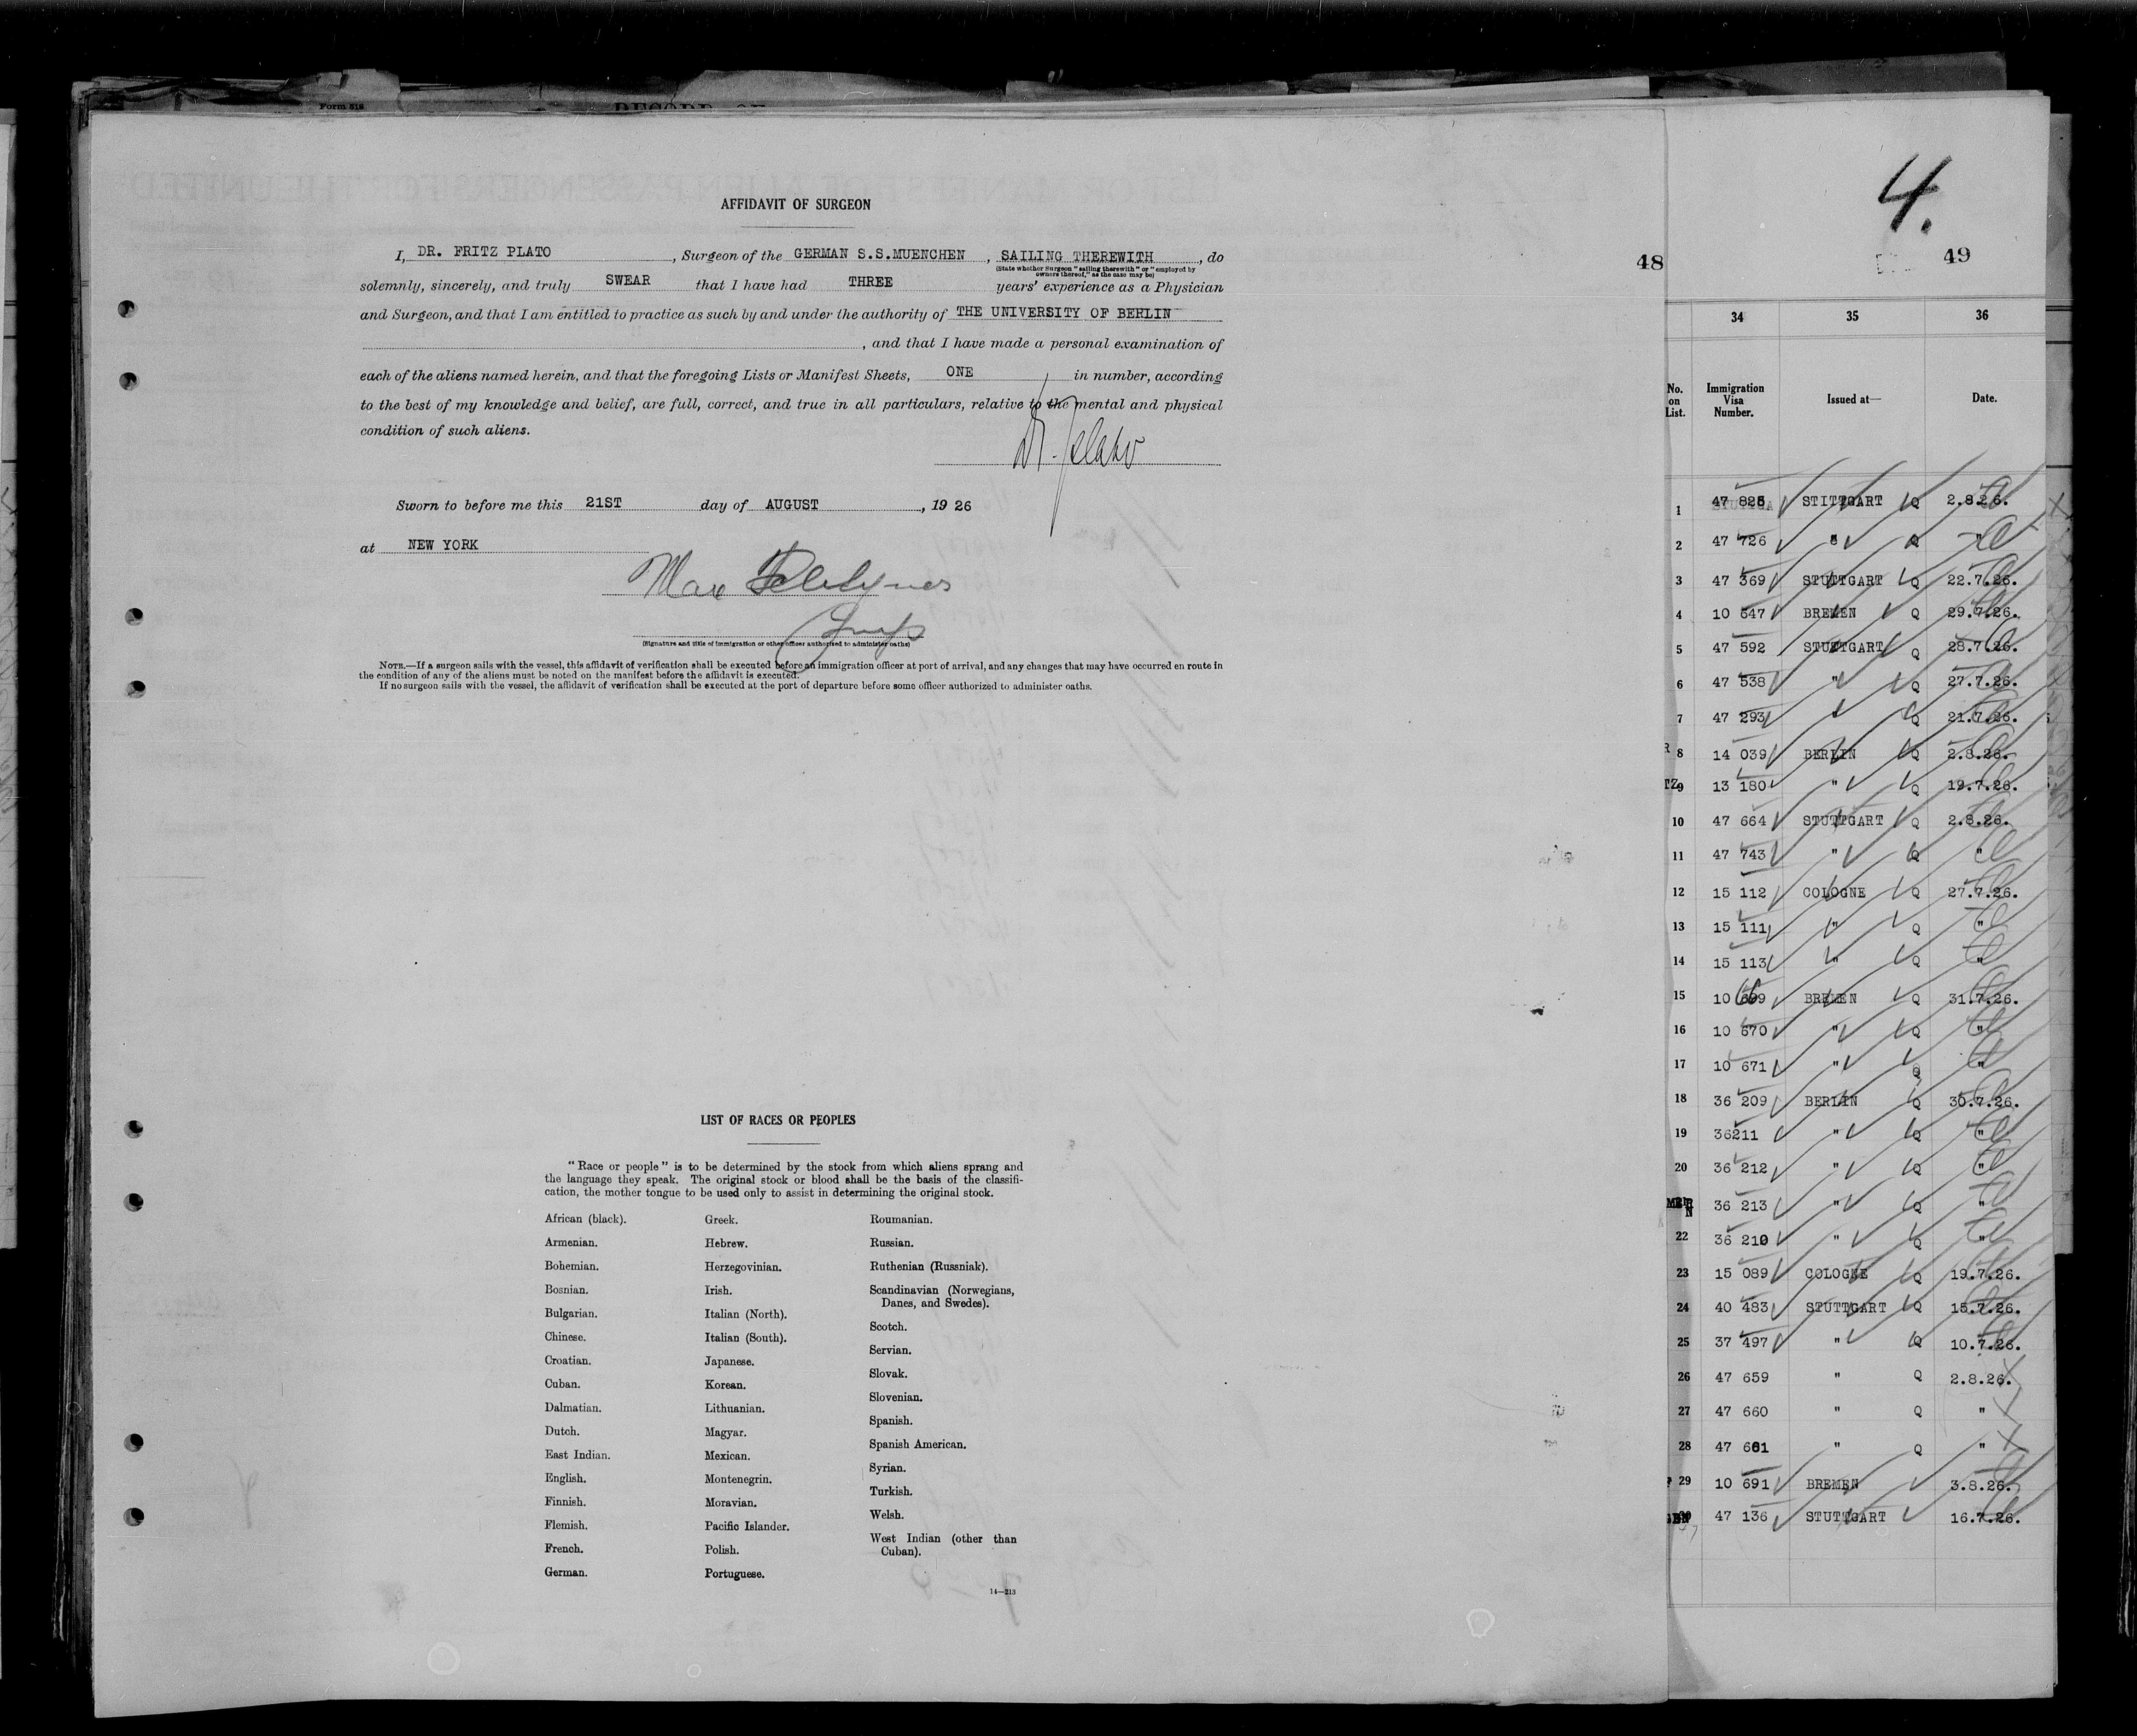 Form 518
RECORD OF
AFFIDAVIT OF SURGEON
I, DR. FRITZ PLATO, Surgeon of the GERMAN S.S.MUENCHEN, SAILING THEREWITH, do
(State whether Surgeon "sailing therewith" or "employed by
owners thereof," as the case may be)
solemnly, sincerely, and truly SWEAR that I have had THREE years' experience as a Physician
and Surgeon, and that I am entitled to practice as such by and under the authority of THE UNIVERSITY OF BERLIN
, and that I have made a personal examination of
each of the aliens named herein, and that the foregoing Lists or Manifest Sheets, ONE in number, according
to the best of my knowledge and belief, are full, correct, and true in all particulars, relative to the mental and physical
condition of such aliens.
Dr. Plato
Sworn to before me this 21ST day of AUGUST, 19 26
at NEW YORK
Max
(Signature and title of immigration or other officer authorized to administer oaths)
NOTE.—If a surgeon sails with the vessel, this affidavit of verification shall be executed before an immigration officer at port of arrival, and any changes that may have occurred en route in
the condition of any of the aliens must be noted on the manifest before the affidavit is executed.
If no surgeon sails with the vessel, the affidavit of verification shall be executed at the port of departure before some officer authorized to administer oaths.
LIST OF RACES OR PEOPLES
"Race or people" is to be determined by the stock from which aliens sprang and
the language they speak. The original stock or blood shall be the basis of the classifi-
cation, the mother tongue to be used only to assist in determining the original stock.
African (black).
Armenian.
Bohemian.
Bosnian.
Bulgarian.
Chinese.
Croatian.
Cuban.
Dalmatian.
Dutch.
East Indian.
English.
Finnish.
Flemish.
French.
German.
Greek.
Hebrew.
Herzegovinian.
Irish.
Italian (North).
Italian (South).
Japanese.
Korean.
Lithuanian.
Magyar.
Mexican.
Montenegrin.
Moravian.
Pacific Islander.
Polish.
Portuguese.
Roumanian.
Russian.
Ruthenian (Russniak).
Scandinavian (Norwegians,
Danes, and Swedes).
Scotch.
Servian.
Slovak.
Slovenian.
Spanish.
Spanish American.
Syrian.
Turkish.
Welsh.
West Indian (other than
Cuban).
14—213
4.
48 49
34 35 36
No. on List. Immigration Visa Number. Issued at— Date.
1 47 826 STITTGART Q 2.8.26.
2 47 726 " Q "
3 47 369 STUTTGART Q 22.7.26.
4 10 647 BREMEN Q 29.7.26.
5 47 592 STUTTGART Q 28.7.26.
6 47 538 " Q 27.7.26.
7 47 293 Q 21.7.26.
8 14 039 BERLIN Q 2.8.26.
9 13 180 " Q 19.7.26.
10 47 664 STUTTGART Q 2.8.26.
11 47 743 " Q "
12 15 112 COLOGNE Q 27.7.26.
13 15 111 " Q "
14 15 113 " Q "
15 10 669 BREMEN Q 31.7.26.
16 10 670 " Q "
17 10 671 " Q "
18 36 209 BERLIN Q 30.7.26.
19 36211 " Q "
20 36 212 " Q "
36 213 " Q "
22 36 210 " Q "
23 15 089 COLOGNE Q 19.7.26.
24 40 483 STUTTGART Q 15.7.26.
25 37 497 " Q 10.7.26.
26 47 659 " Q 2.8.26.
27 47 660 " Q "
28 47 661 " Q "
29 10 691 BREMEN 3.8.26.
30 47 136 STUTTGART 16.7.26.